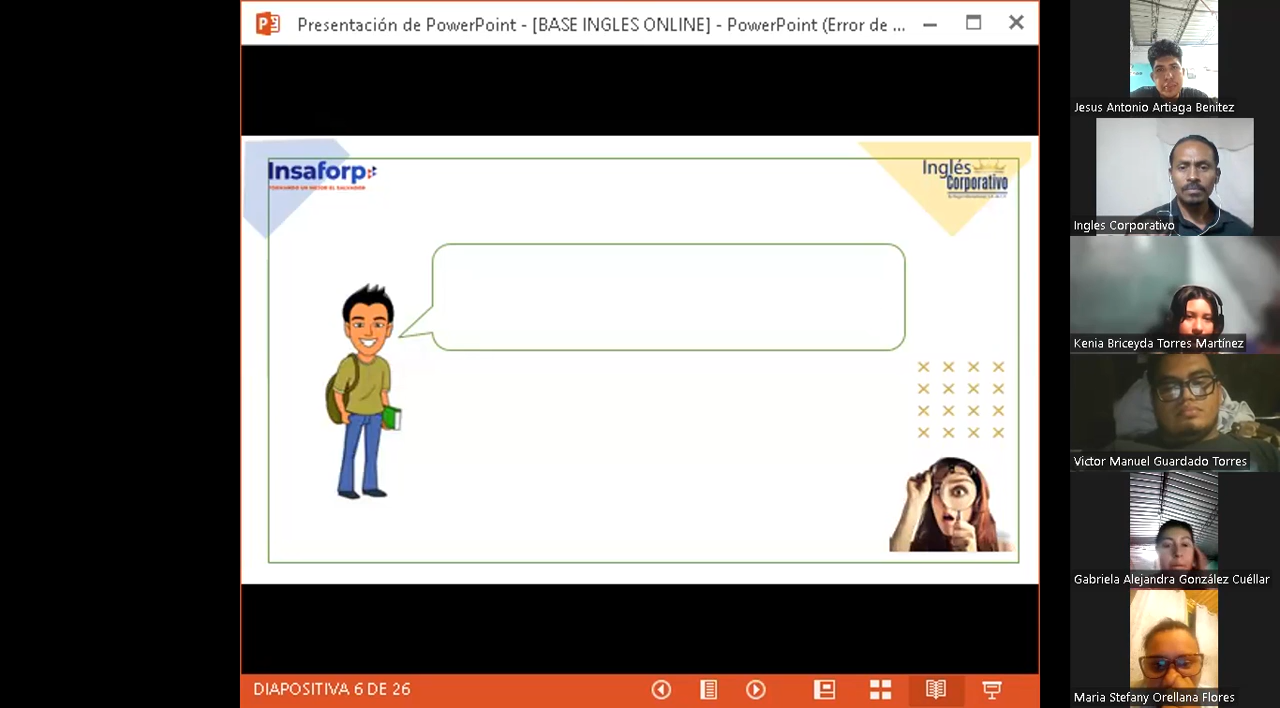 Presentación de PowerPoint - [BASE INGLES ONLINE] - PowerPoint (Error de ...
Insaforp
Inglés
Corporativo
DIAPOSITIVA 6 DE 26
Jesus Antonio Artiaga Benitez
Ingles Corporativo
Kenia Briceyda Torres Martínez
Victor Manuel Guardado Torres
Gabriela Alejandra González Cuéllar
Maria Stefany Orellana Flores